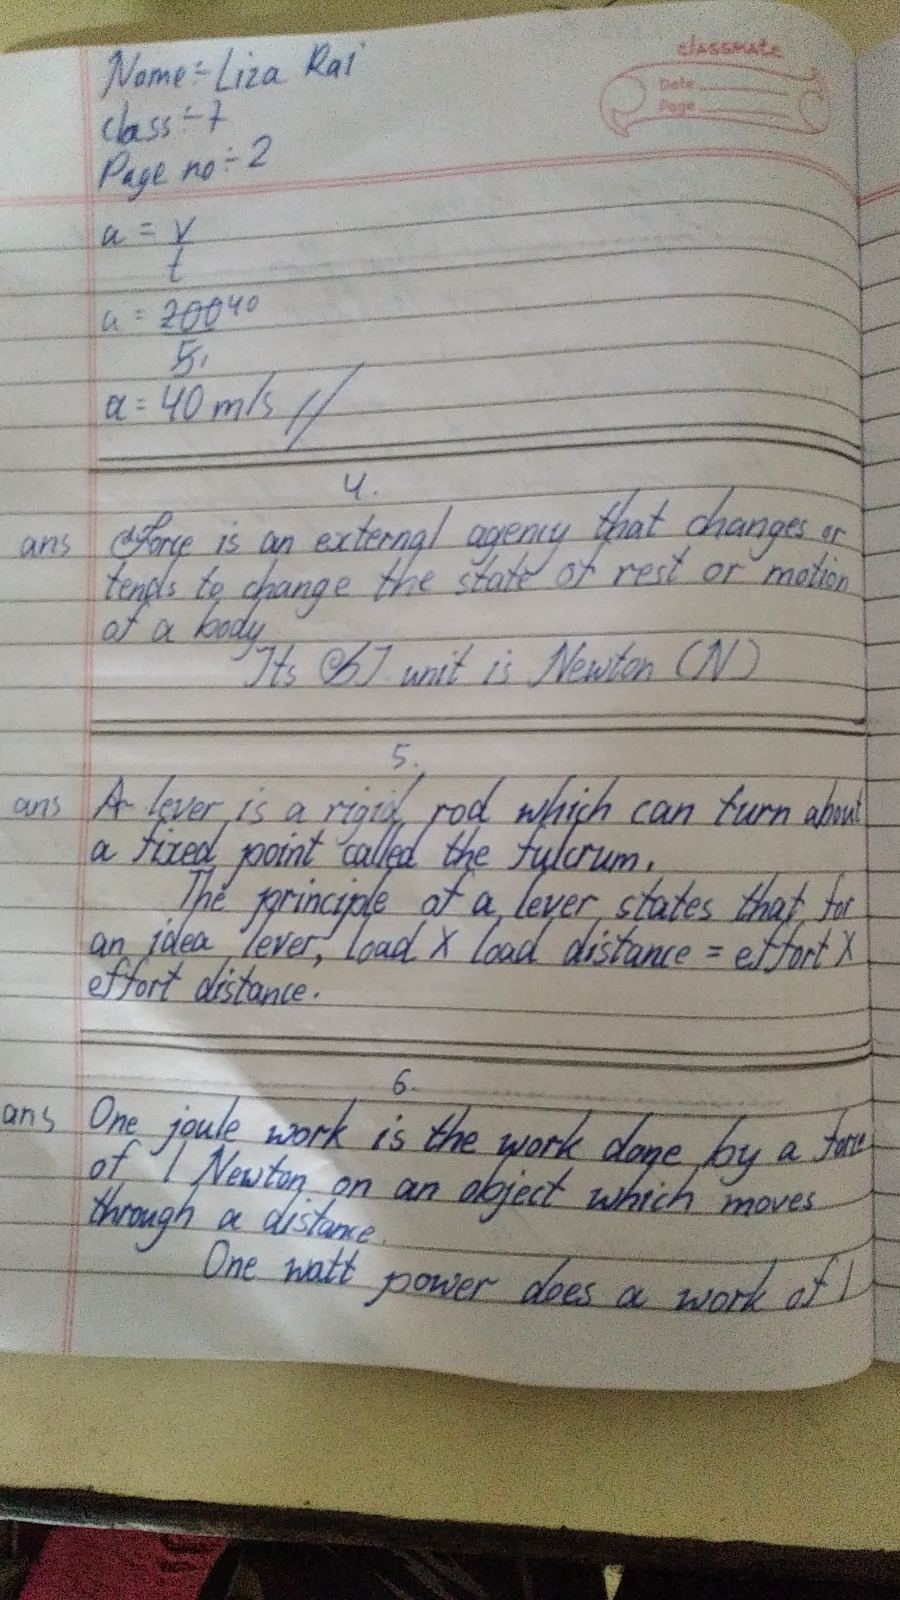 Name:- Liza Rai
class:- 7
Page no:- 2
classmate
Date
Page
a = v
t
a = 200 40
5 1
a = 40 m/s //
4.
ans Force is an external agency that changes or
tends to change the state of rest or motion
of a body
Its SI unit is Newton (N)
5.
ans A lever is a rigid rod which can turn about
a fixed point called the fulcrum.
The principle of a lever states that for
an idea lever, load X load distance = effort X
effort distance.
6.
ans One joule work is the work done by a force
of 1 Newton on an object which moves
through a distance.
One watt power does a work of 1